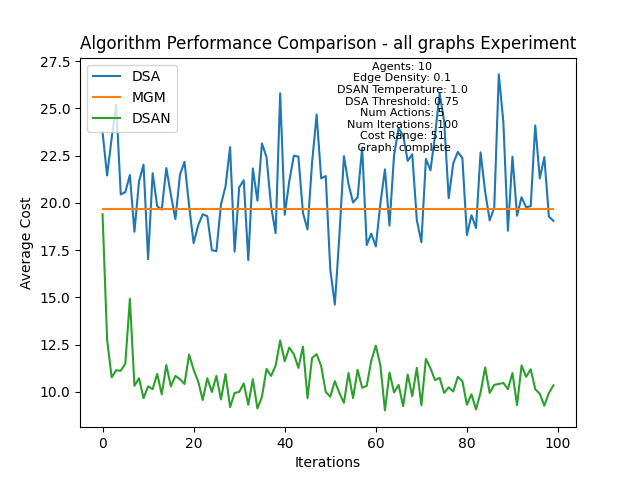 Algorithm Performance Comparison - all graphs Experiment
27.5
25.0
22.5
20.0
17.5
15.0
12.5
10.0
Average Cost
DSA
MGM
DSAN
Agents: 10
Edge Density: 0.1
DSAN Temperature: 1.0
DSA Threshold: 0.75
Num Actions: 5
Num Iterations: 100
Cost Range: 51
Graph: complete
0
20
40
60
80
100
Iterations